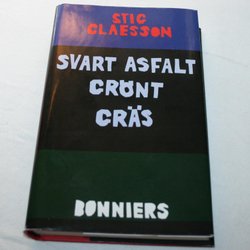 STIG
CLAESSON
SVART ASFALT
GRÖNT
GRÄS
BONNIERS